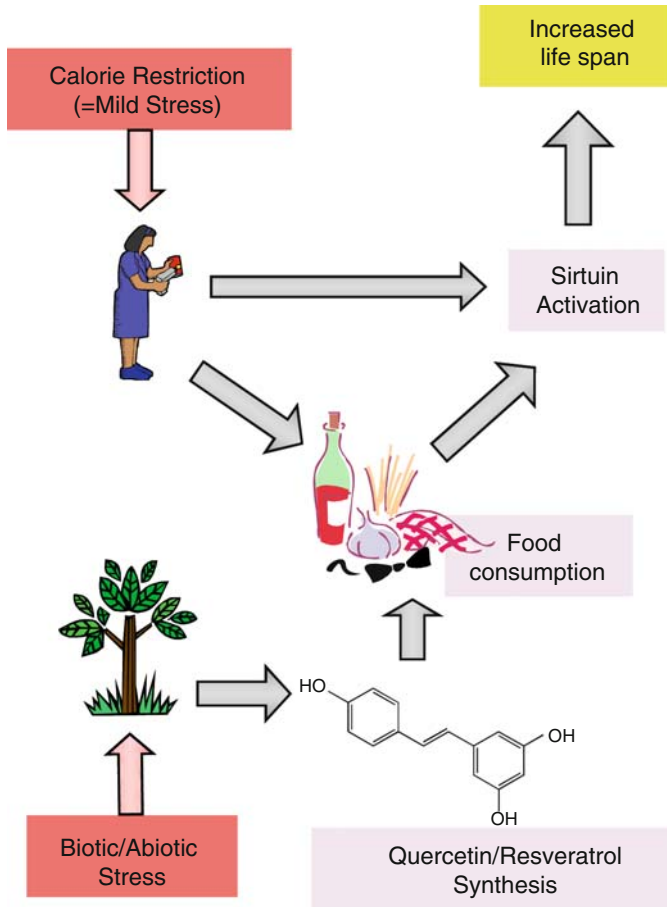 Increased
life span
Calorie Restriction
(=Mild Stress)
Sirtuin
Activation
Food
consumption
HO
OH
OH
Biotic/Abiotic
Stress
Quercetin/Resveratrol
Synthesis